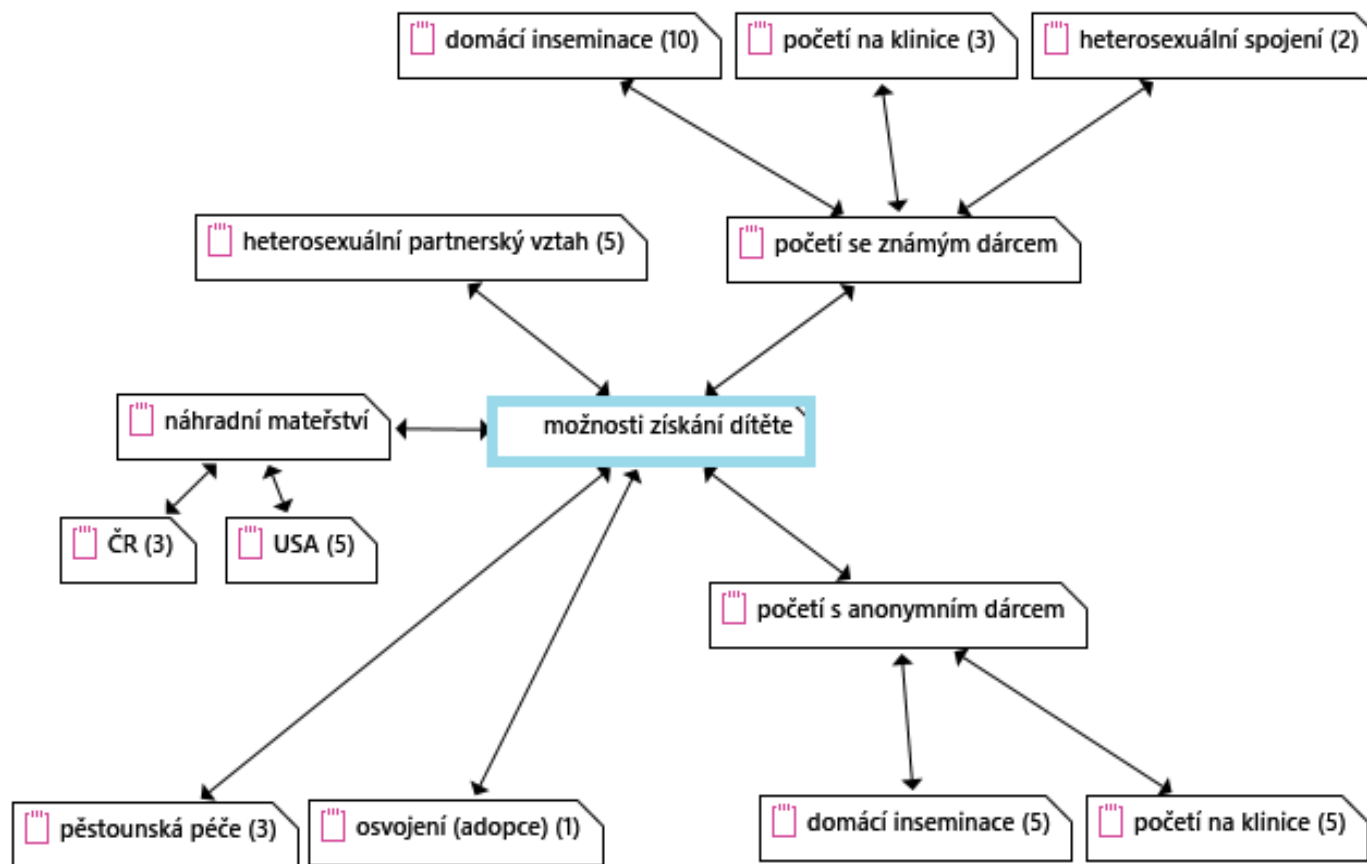 domácí inseminace (10)
početí na klinice (3)
heterosexuální spojení (2)
heterosexuální partnerský vztah (5)
početí se známým dárcem
náhradní mateřství
možnosti získání dítěte
ČR (3)
USA (5)
početí s anonymním dárcem
pěstounská péče (3)
osvojení (adopce) (1)
domácí inseminace (5)
početí na klinice (5)